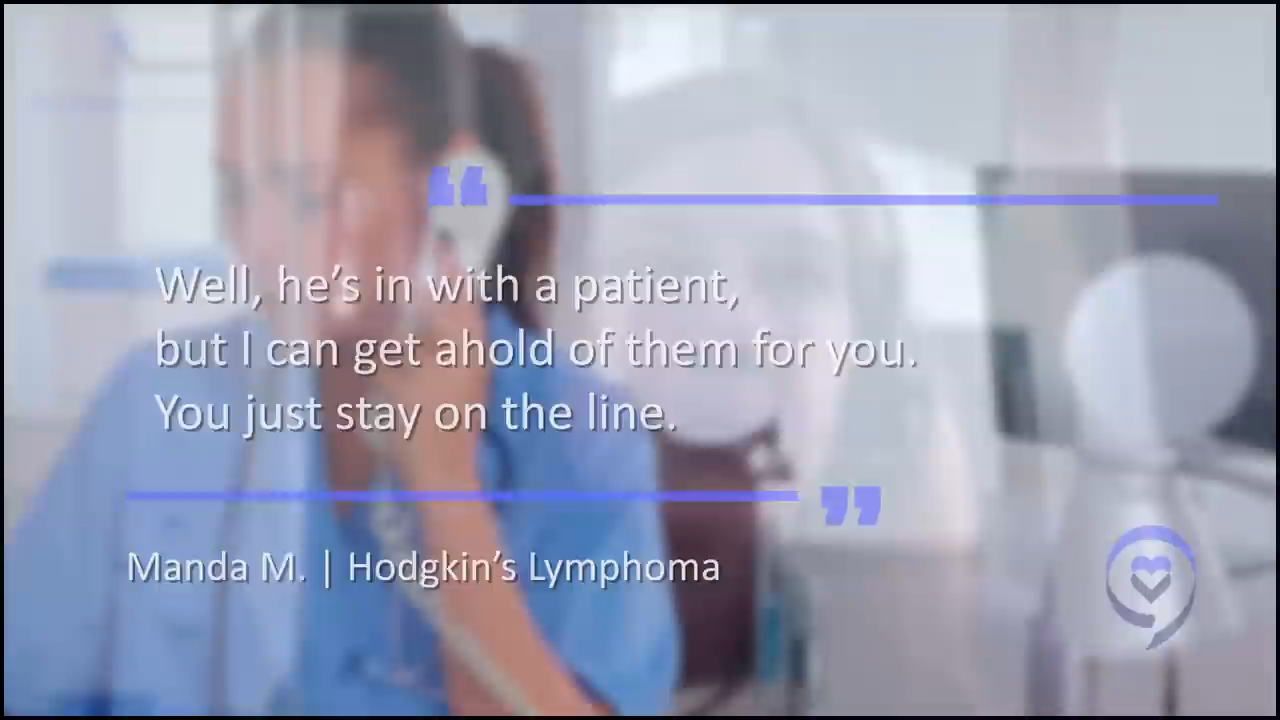 “
Well, he’s in with a patient,
but I can get ahold of them for you.
You just stay on the line.
”
Manda M. | Hodgkin’s Lymphoma